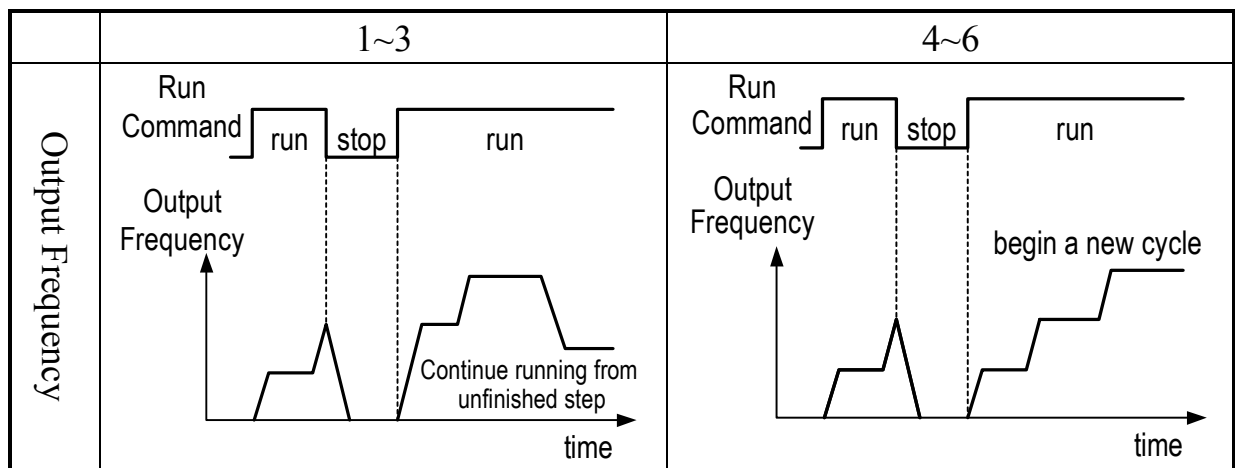 1~3
4~6
Output Frequency
Run
Command
run
stop
run
Output
Frequency
Continue running from
unfinished step
time
Run
Command
run
stop
run
Output
Frequency
begin a new cycle
time